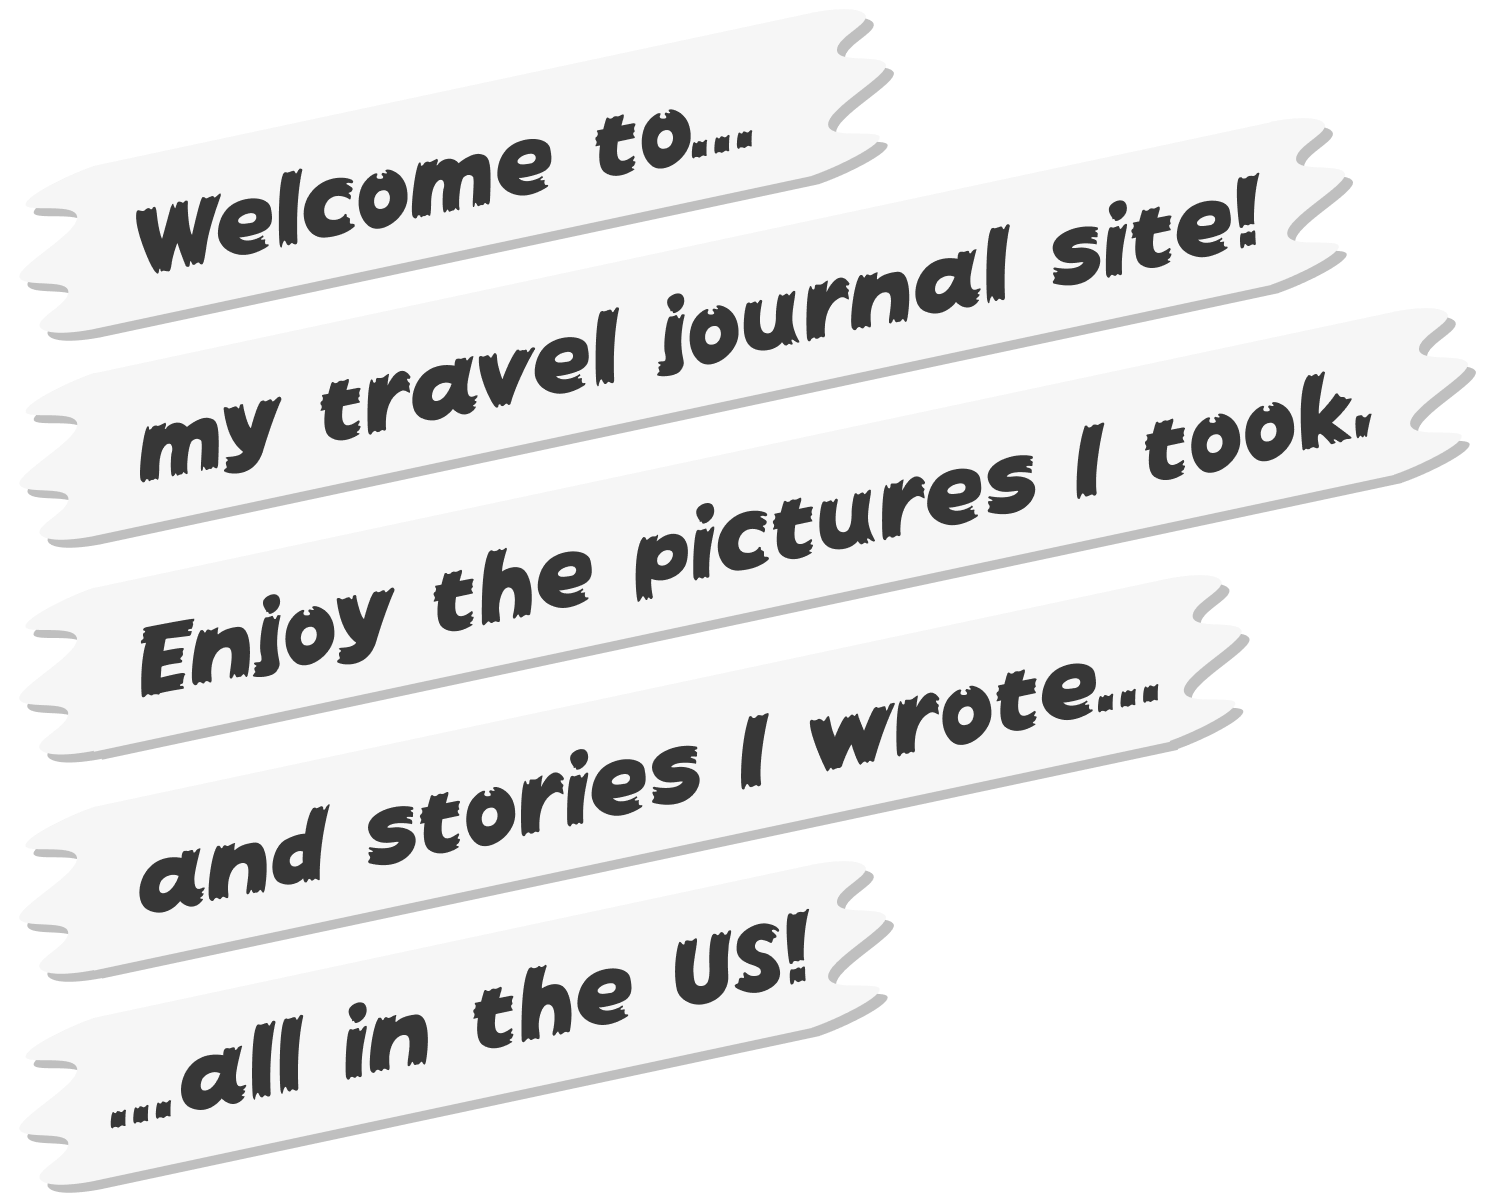 Welcome to...
my travel journal site!
Enjoy the pictures I took,
and stories I wrote...
...all in the US!